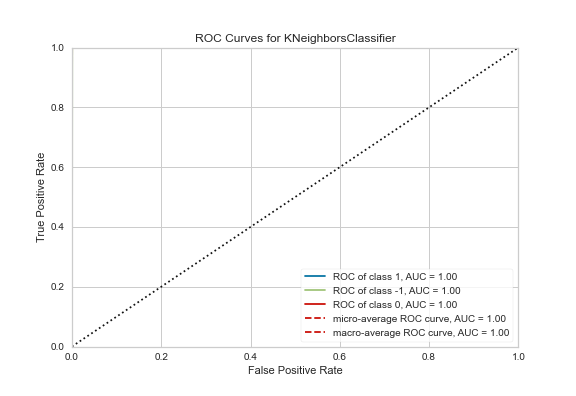 ROC Curves for KNeighborsClassifier
True Positive Rate
1.0
0.8
0.6
0.4
0.2
0.0
ROC of class 1, AUC = 1.00
ROC of class -1, AUC = 1.00
ROC of class 0, AUC = 1.00
micro-average ROC curve, AUC = 1.00
macro-average ROC curve, AUC = 1.00
0.0 0.2 0.4 0.6 0.8 1.0
False Positive Rate